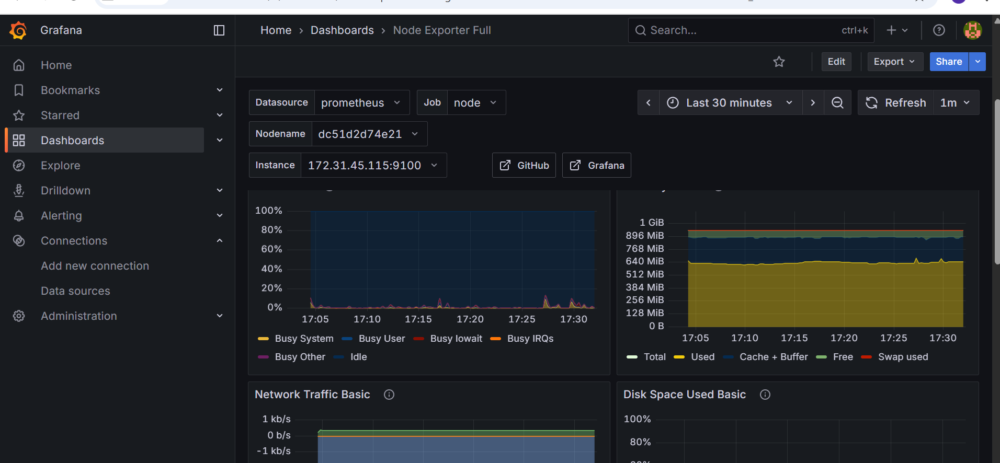 Grafana
Home › Dashboards › Node Exporter Full
Search... ctrl+k
Edit Export Share
Home
Bookmarks
Starred
Dashboards
Explore
Drilldown
Alerting
Connections
Add new connection
Data sources
Administration
Datasource prometheus Job node
Last 30 minutes Refresh 1m
Nodename dc51d2d74e21
Instance 172.31.45.115:9100 GitHub Grafana
100%
80%
60%
40%
20%
0%
17:05 17:10 17:15 17:20 17:25 17:30
Busy System Busy User Busy Iowait Busy IRQs
Busy Other Idle
1 GiB
896 MiB
768 MiB
640 MiB
512 MiB
384 MiB
256 MiB
128 MiB
0 B
17:05 17:10 17:15 17:20 17:25 17:30
Total Used Cache + Buffer Free Swap used
Network Traffic Basic
1 kb/s
0 b/s
-1 kb/s
Disk Space Used Basic
100%
80%